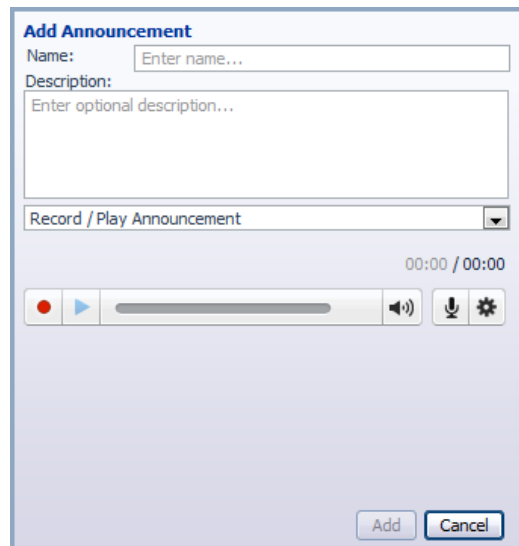 Add Announcement
Name: Enter name...
Description:
Enter optional description...
Record / Play Announcement
00:00 / 00:00
Add Cancel